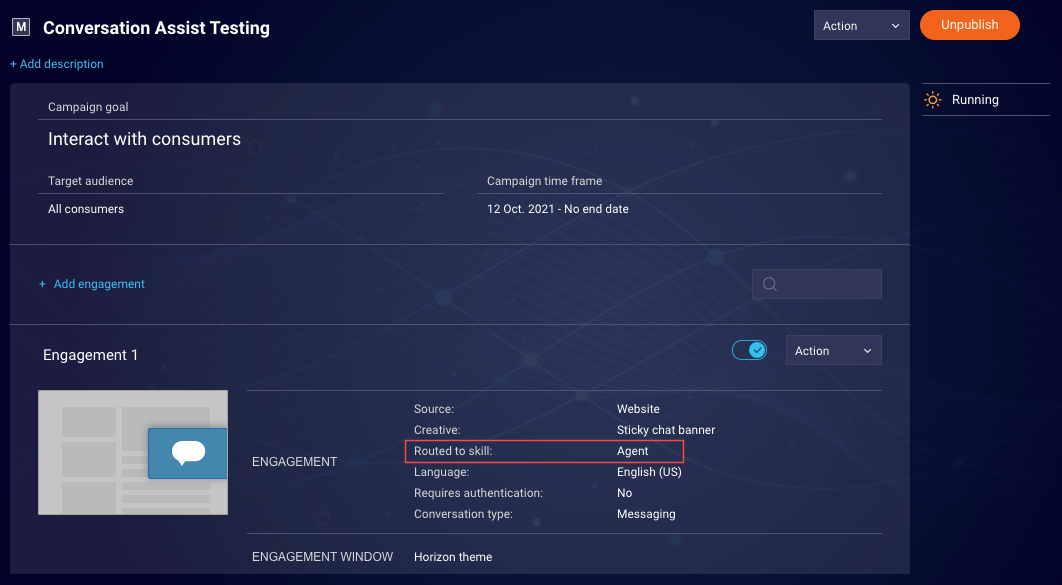 M Conversation Assist Testing
Action
Unpublish
+ Add description
Running
Campaign goal
Interact with consumers
Target audience
Campaign time frame
All consumers
12 Oct. 2021 - No end date
+ Add engagement
Engagement 1
Action
ENGAGEMENT
Source: Website
Creative: Sticky chat banner
Routed to skill: Agent
Language: English (US)
Requires authentication: No
Conversation type: Messaging
ENGAGEMENT WINDOW Horizon theme